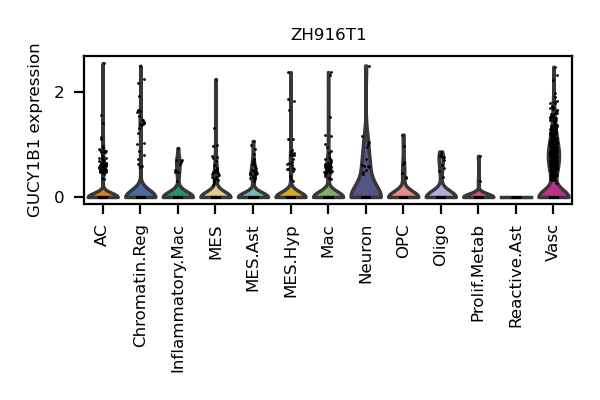 ZH916T1
GUCY1B1 expression
2
0
AC
Chromatin.Reg
Inflammatory.Mac
MES
MES.Ast
MES.Hyp
Mac
Neuron
OPC
Oligo
Prolif.Metab
Reactive.Ast
Vasc